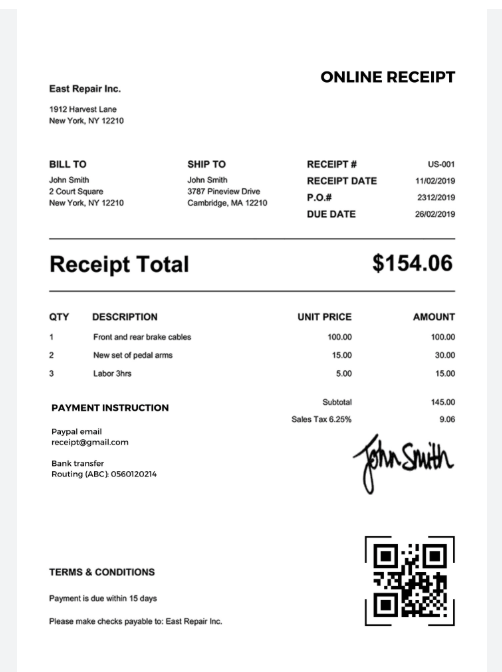 ONLINE RECEIPT
East Repair Inc.
1912 Harvest Lane
New York, NY 12210
BILL TO
John Smith
2 Court Square
New York, NY 12210
SHIP TO
John Smith
3787 Pineview Drive
Cambridge, MA 12210
RECEIPT # US-001
RECEIPT DATE 11/02/2019
P.O.# 2312/2019
DUE DATE 26/02/2019
Receipt Total $154.06
QTY DESCRIPTION UNIT PRICE AMOUNT
1 Front and rear brake cables 100.00 100.00
2 New set of pedal arms 15.00 30.00
3 Labor 3hrs 5.00 15.00
Subtotal 145.00
Sales Tax 6.25% 9.06
PAYMENT INSTRUCTION
Paypal email
receipt@gmail.com
Bank transfer
Routing (ABC): 0560120214
John Smith
TERMS & CONDITIONS
Payment is due within 15 days
Please make checks payable to: East Repair Inc.